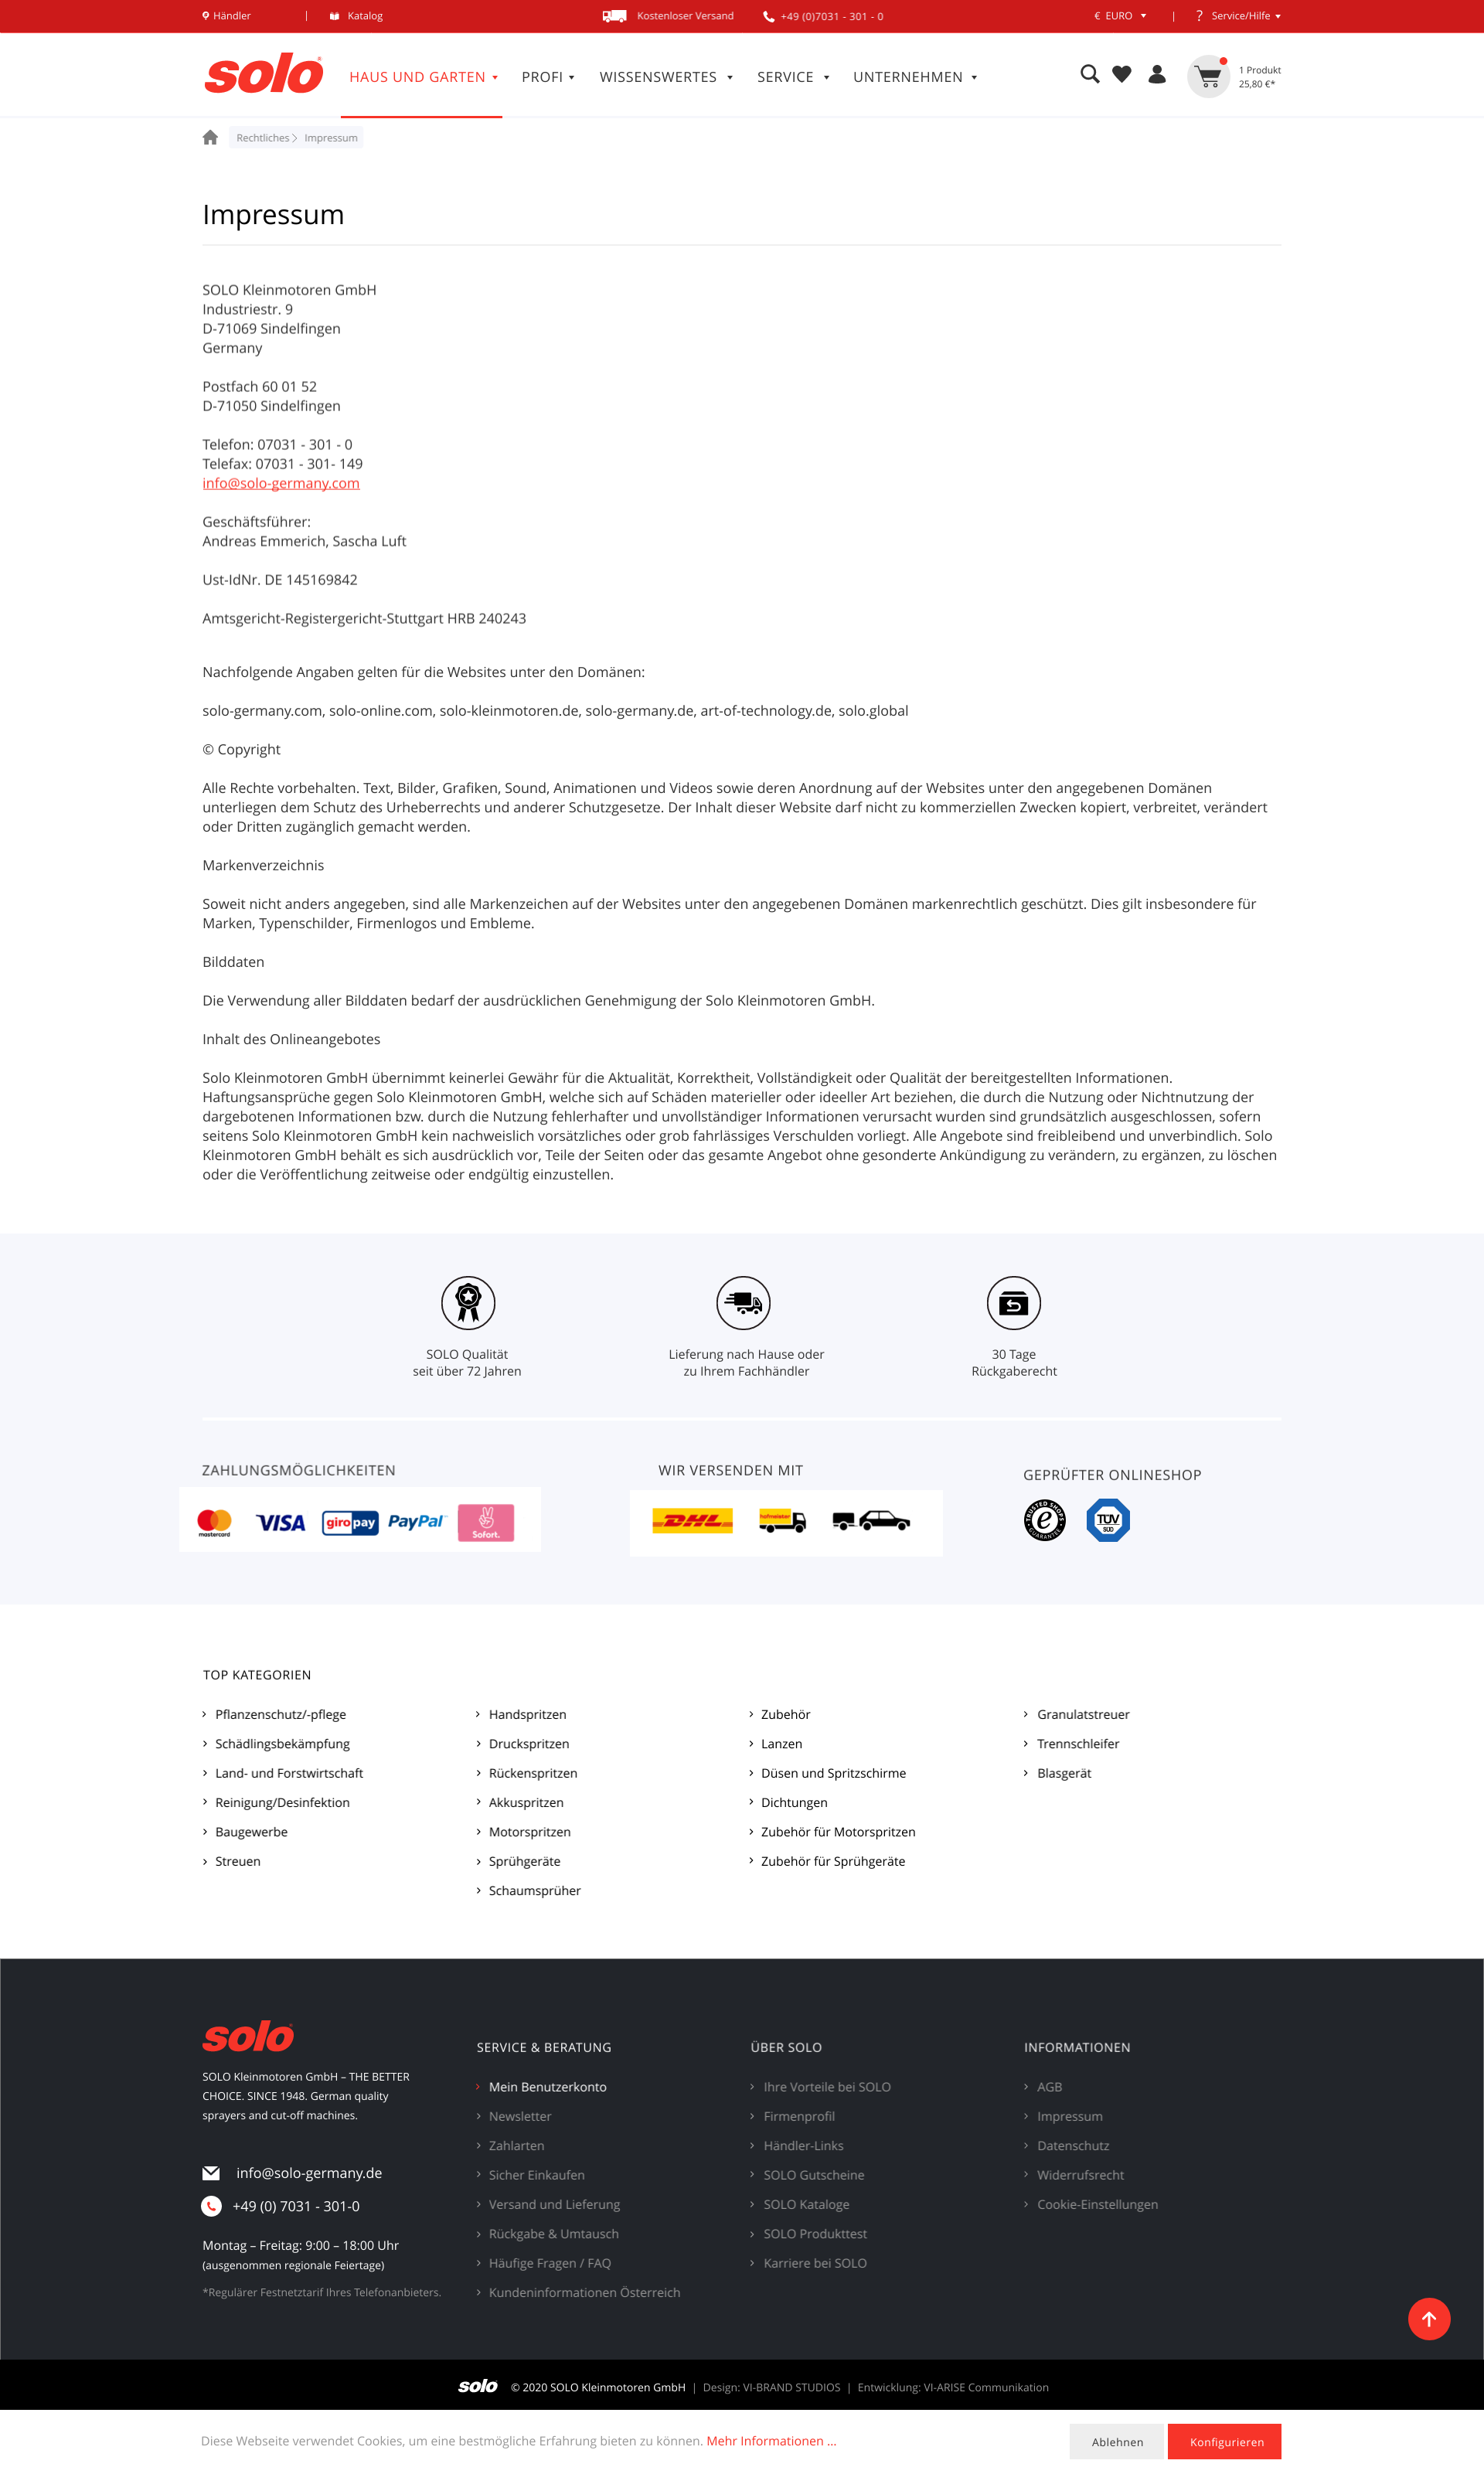 Händler | Katalog Kostenloser Versand +49 (0)7031 - 301 - 0 € EURO | ? Service/Hilfe
solo HAUS UND GARTEN PROFI WISSENSWERTES SERVICE UNTERNEHMEN
1 Produkt
25,80 €*
Rechtliches Impressum
Impressum
SOLO Kleinmotoren GmbH
Industriestr. 9
D-71069 Sindelfingen
Germany
Postfach 60 01 52
D-71050 Sindelfingen
Telefon: 07031 - 301 - 0
Telefax: 07031 - 301- 149
info@solo-germany.com
Geschäftsführer:
Andreas Emmerich, Sascha Luft
Ust-IdNr. DE 145169842
Amtsgericht-Registergericht-Stuttgart HRB 240243
Nachfolgende Angaben gelten für die Websites unter den Domänen:
solo-germany.com, solo-online.com, solo-kleinmotoren.de, solo-germany.de, art-of-technology.de, solo.global
© Copyright
Alle Rechte vorbehalten. Text, Bilder, Grafiken, Sound, Animationen und Videos sowie deren Anordnung auf der Websites unter den angegebenen Domänen
unterliegen dem Schutz des Urheberrechts und anderer Schutzgesetze. Der Inhalt dieser Website darf nicht zu kommerziellen Zwecken kopiert, verbreitet, verändert
oder Dritten zugänglich gemacht werden.
Markenverzeichnis
Soweit nicht anders angegeben, sind alle Markenzeichen auf der Websites unter den angegebenen Domänen markenrechtlich geschützt. Dies gilt insbesondere für
Marken, Typenschilder, Firmenlogos und Embleme.
Bilddaten
Die Verwendung aller Bilddaten bedarf der ausdrücklichen Genehmigung der Solo Kleinmotoren GmbH.
Inhalt des Onlineangebotes
Solo Kleinmotoren GmbH übernimmt keinerlei Gewähr für die Aktualität, Korrektheit, Vollständigkeit oder Qualität der bereitgestellten Informationen.
Haftungsansprüche gegen Solo Kleinmotoren GmbH, welche sich auf Schäden materieller oder ideeller Art beziehen, die durch die Nutzung oder Nichtnutzung der
dargebotenen Informationen bzw. durch die Nutzung fehlerhafter und unvollständiger Informationen verursacht wurden sind grundsätzlich ausgeschlossen, sofern
seitens Solo Kleinmotoren GmbH kein nachweislich vorsätzliches oder grob fahrlässiges Verschulden vorliegt. Alle Angebote sind freibleibend und unverbindlich. Solo
Kleinmotoren GmbH behält es sich ausdrücklich vor, Teile der Seiten oder das gesamte Angebot ohne gesonderte Ankündigung zu verändern, zu ergänzen, zu löschen
oder die Veröffentlichung zeitweise oder endgültig einzustellen.
SOLO Qualität
seit über 72 Jahren
Lieferung nach Hause oder
zu Ihrem Fachhändler
30 Tage
Rückgaberecht
ZAHLUNGSMÖGLICHKEITEN
mastercard VISA giropay PayPal Sofort.
WIR VERSENDEN MIT
DHL hofmeister
GEPRÜFTER ONLINESHOP
TRUSTED SHOPS GUARANTEE e TÜV SÜD
TOP KATEGORIEN
Pflanzenschutz/-pflege
Schädlingsbekämpfung
Land- und Forstwirtschaft
Reinigung/Desinfektion
Baugewerbe
Streuen
Handspritzen
Druckspritzen
Rückenspritzen
Akkuspritzen
Motorspritzen
Sprühgeräte
Schaumsprüher
Zubehör
Lanzen
Düsen und Spritzschirme
Dichtungen
Zubehör für Motorspritzen
Zubehör für Sprühgeräte
Granulatstreuer
Trennschleifer
Blasgerät
solo
SOLO Kleinmotoren GmbH – THE BETTER
CHOICE. SINCE 1948. German quality
sprayers and cut-off machines.
info@solo-germany.de
+49 (0) 7031 - 301-0
Montag – Freitag: 9:00 – 18:00 Uhr
(ausgenommen regionale Feiertage)
*Regulärer Festnetztarif Ihres Telefonanbieters.
SERVICE & BERATUNG
Mein Benutzerkonto
Newsletter
Zahlarten
Sicher Einkaufen
Versand und Lieferung
Rückgabe & Umtausch
Häufige Fragen / FAQ
Kundeninformationen Österreich
ÜBER SOLO
Ihre Vorteile bei SOLO
Firmenprofil
Händler-Links
SOLO Gutscheine
SOLO Kataloge
SOLO Produkttest
Karriere bei SOLO
INFORMATIONEN
AGB
Impressum
Datenschutz
Widerrufsrecht
Cookie-Einstellungen
solo © 2020 SOLO Kleinmotoren GmbH | Design: VI-BRAND STUDIOS | Entwicklung: VI-ARISE Communikation
Diese Webseite verwendet Cookies, um eine bestmögliche Erfahrung bieten zu können. Mehr Informationen ...
Ablehnen Konfigurieren